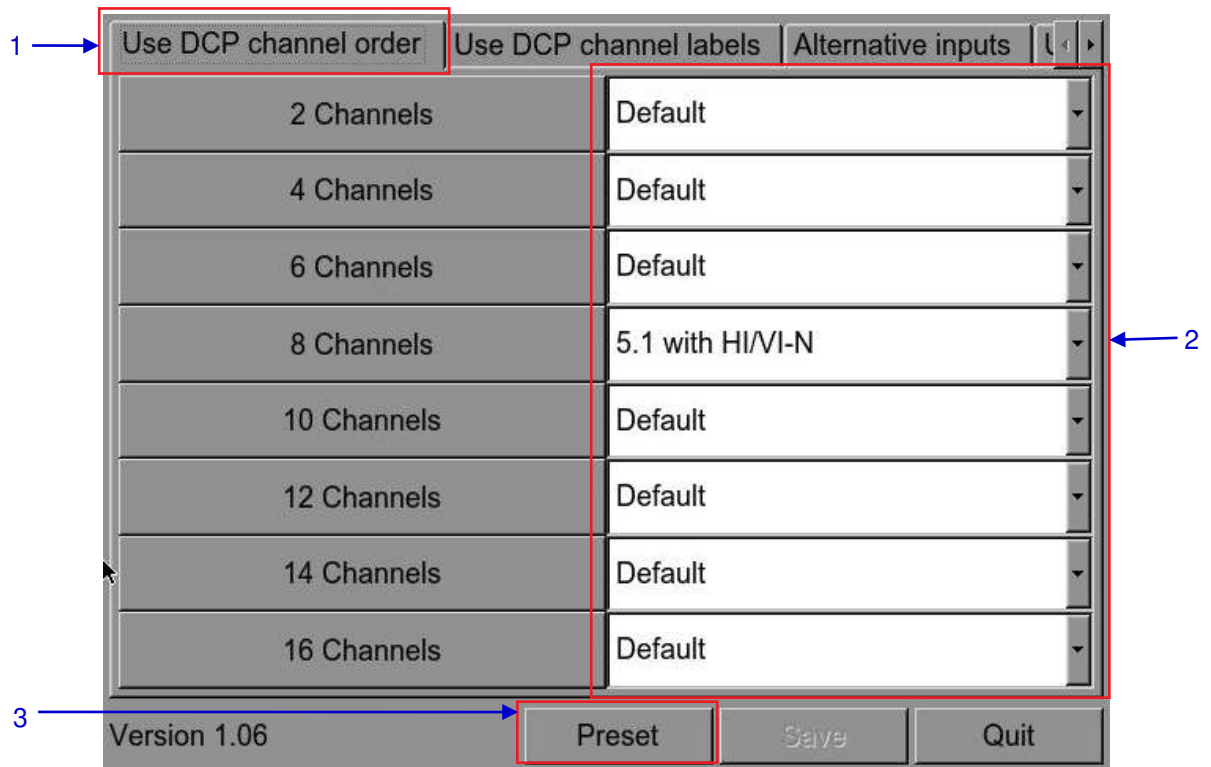 1
Use DCP channel order Use DCP channel labels Alternative inputs
2 Channels Default
4 Channels Default
6 Channels Default
8 Channels 5.1 with HI/VI-N
2
10 Channels Default
12 Channels Default
14 Channels Default
16 Channels Default
3
Version 1.06 Preset Save Quit